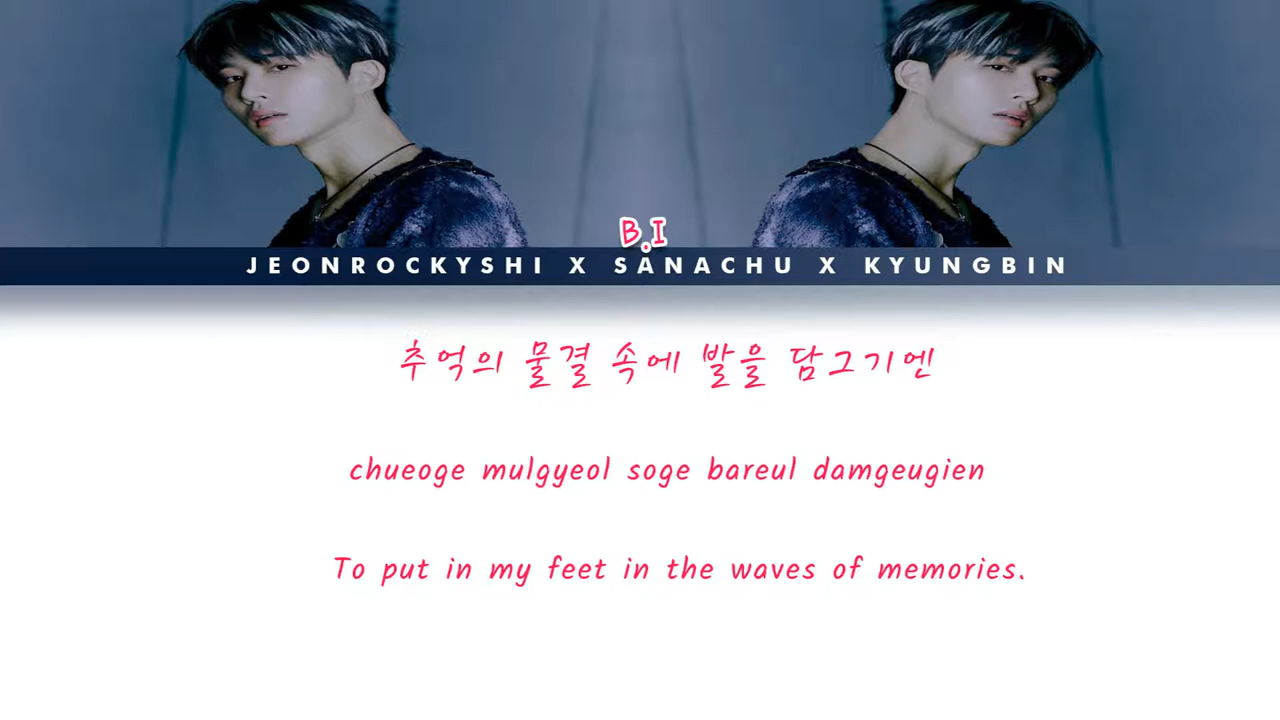 B.I
JEONROCKYSHI X SANACHU X KYUNGBIN
추억의 물결 속에 발을 담그기엔
chueoge mulgyeol soge bareul damgeugien
To put in my feet in the waves of memories.